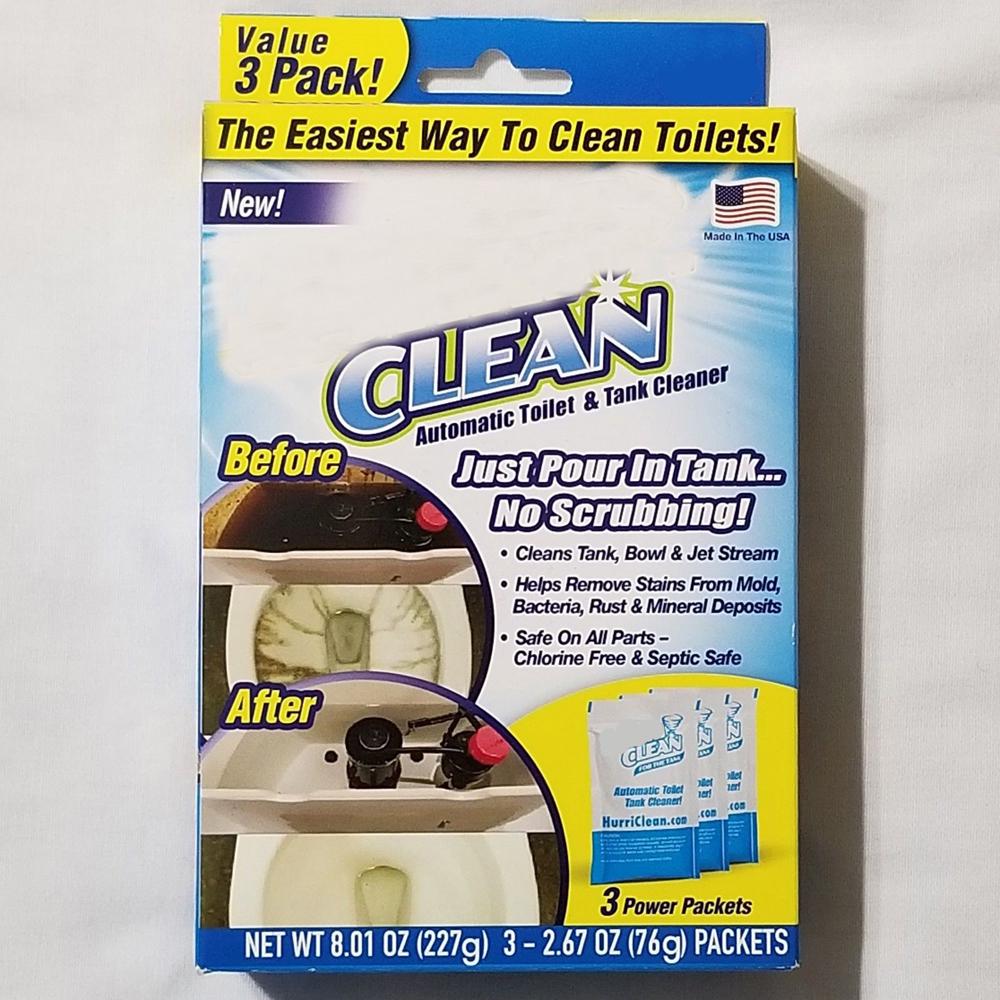 Value
3 Pack!
The Easiest Way To Clean Toilets!
New!
Made In The USA
CLEAN
Automatic Toilet & Tank Cleaner
Before
Just Pour In Tank...
No Scrubbing!
• Cleans Tank, Bowl & Jet Stream
• Helps Remove Stains From Mold,
Bacteria, Rust & Mineral Deposits
• Safe On All Parts –
Chlorine Free & Septic Safe
After
CLEAN
FOR THE TANK
Automatic Toilet
Tank Cleaner!
HurriClean.com
.com
.com
3 Power Packets
NET WT 8.01 OZ (227g) 3 – 2.67 OZ (76g) PACKETS